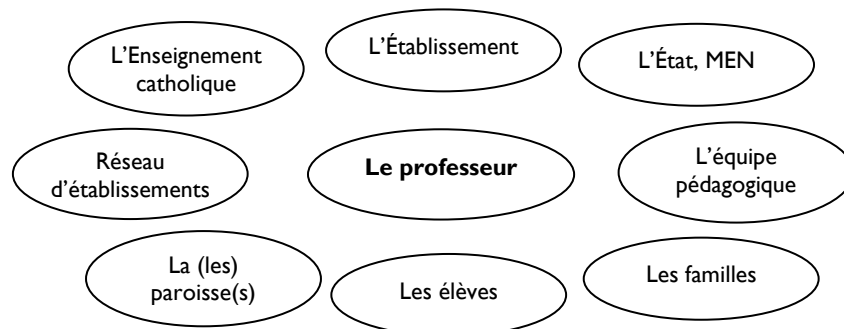 L’Enseignement
catholique
L’Établissement
L’État, MEN
Réseau
d’établissements
Le professeur
L’équipe
pédagogique
La (les)
paroisse(s)
Les élèves
Les familles